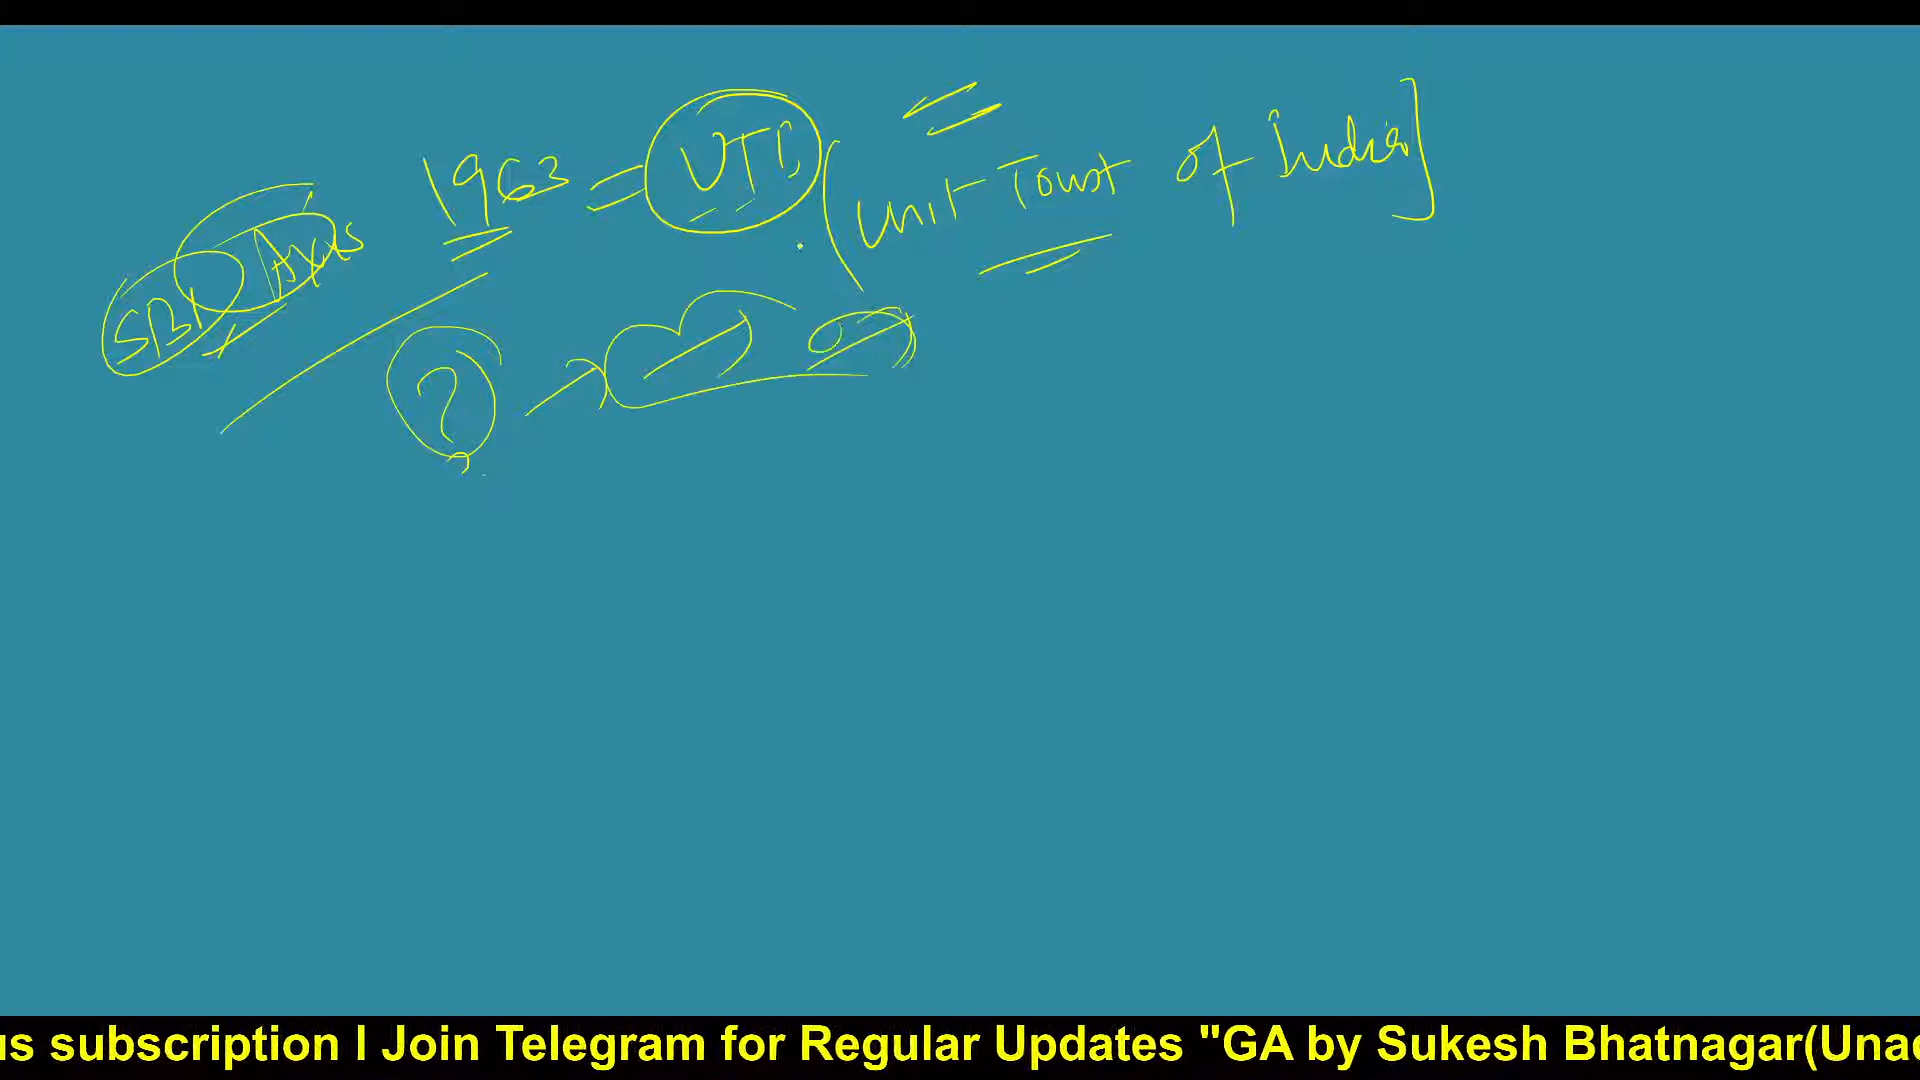 1963 = UTI (Unit Trust of India]
SBI Axis
?
us subscription I Join Telegram for Regular Updates "GA by Sukesh Bhatnagar(Unac